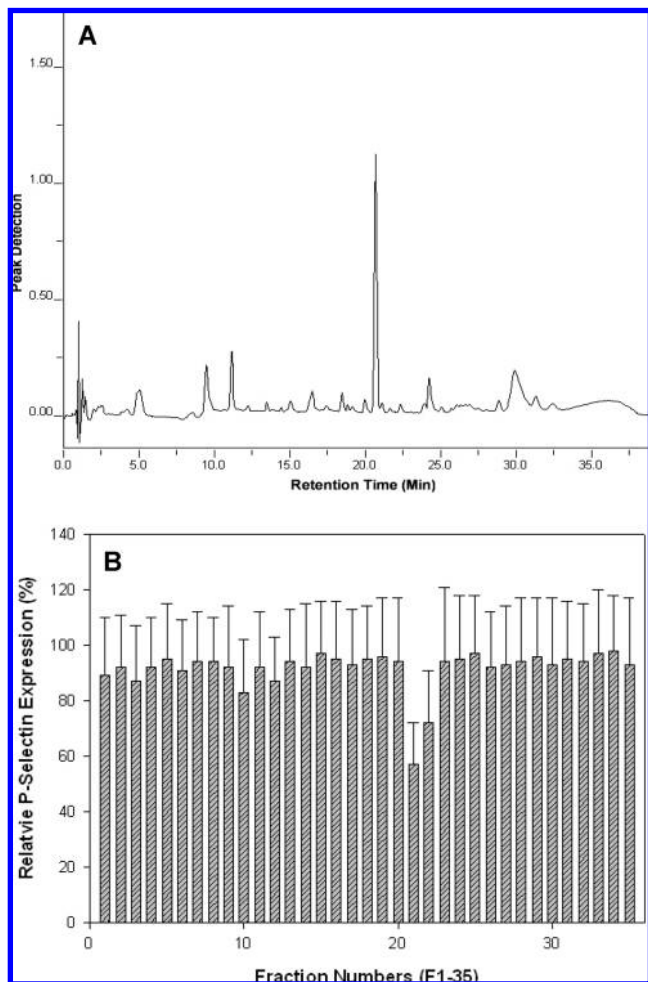 A
1.50
1.00
0.50
0.00
Peak Detection
0.0 5.0 10.0 15.0 20.0 25.0 30.0 35.0
Retention Time (Min)
B
140
120
100
80
60
40
20
0
Relatvie P-Selectin Expression (%)
0 10 20 30
Fraction Numbers (F1-35)